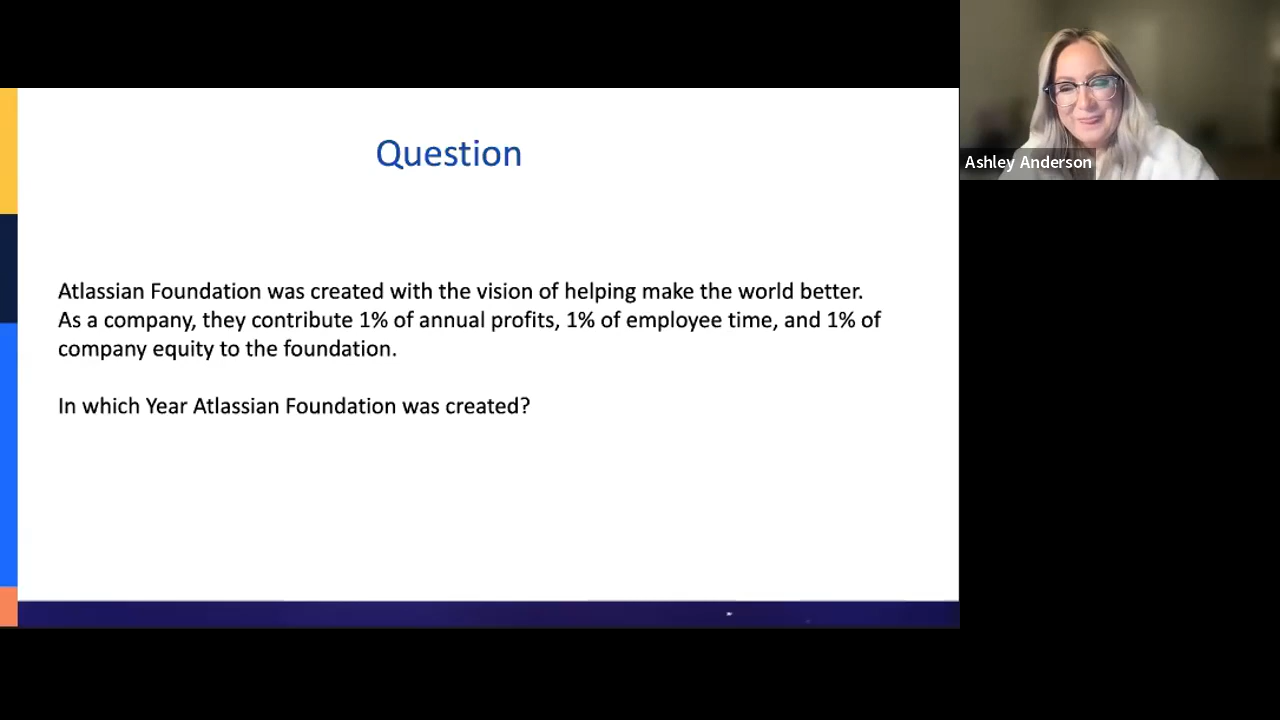 Question
Atlassian Foundation was created with the vision of helping make the world better.
As a company, they contribute 1% of annual profits, 1% of employee time, and 1% of
company equity to the foundation.
In which Year Atlassian Foundation was created?
Ashley Anderson